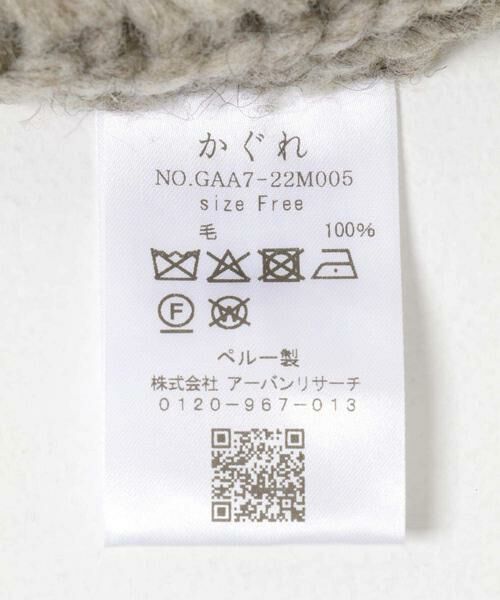 かぐれ
NO.GAA7-22M005
size Free
毛 100%
F
W
ペルー製
株式会社 アーバンリサーチ
0120-967-013